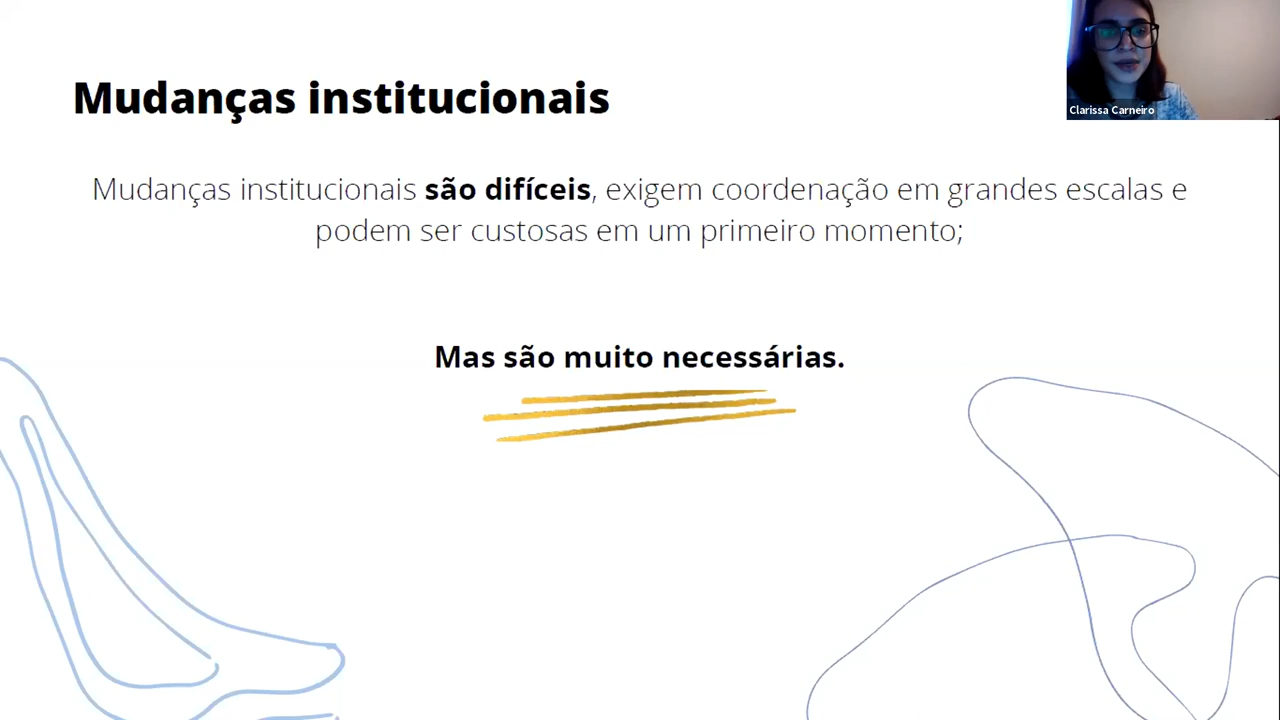 Mudanças institucionais
Clarissa Carneiro
Mudanças institucionais são difíceis, exigem coordenação em grandes escalas e
podem ser custosas em um primeiro momento;
Mas são muito necessárias.